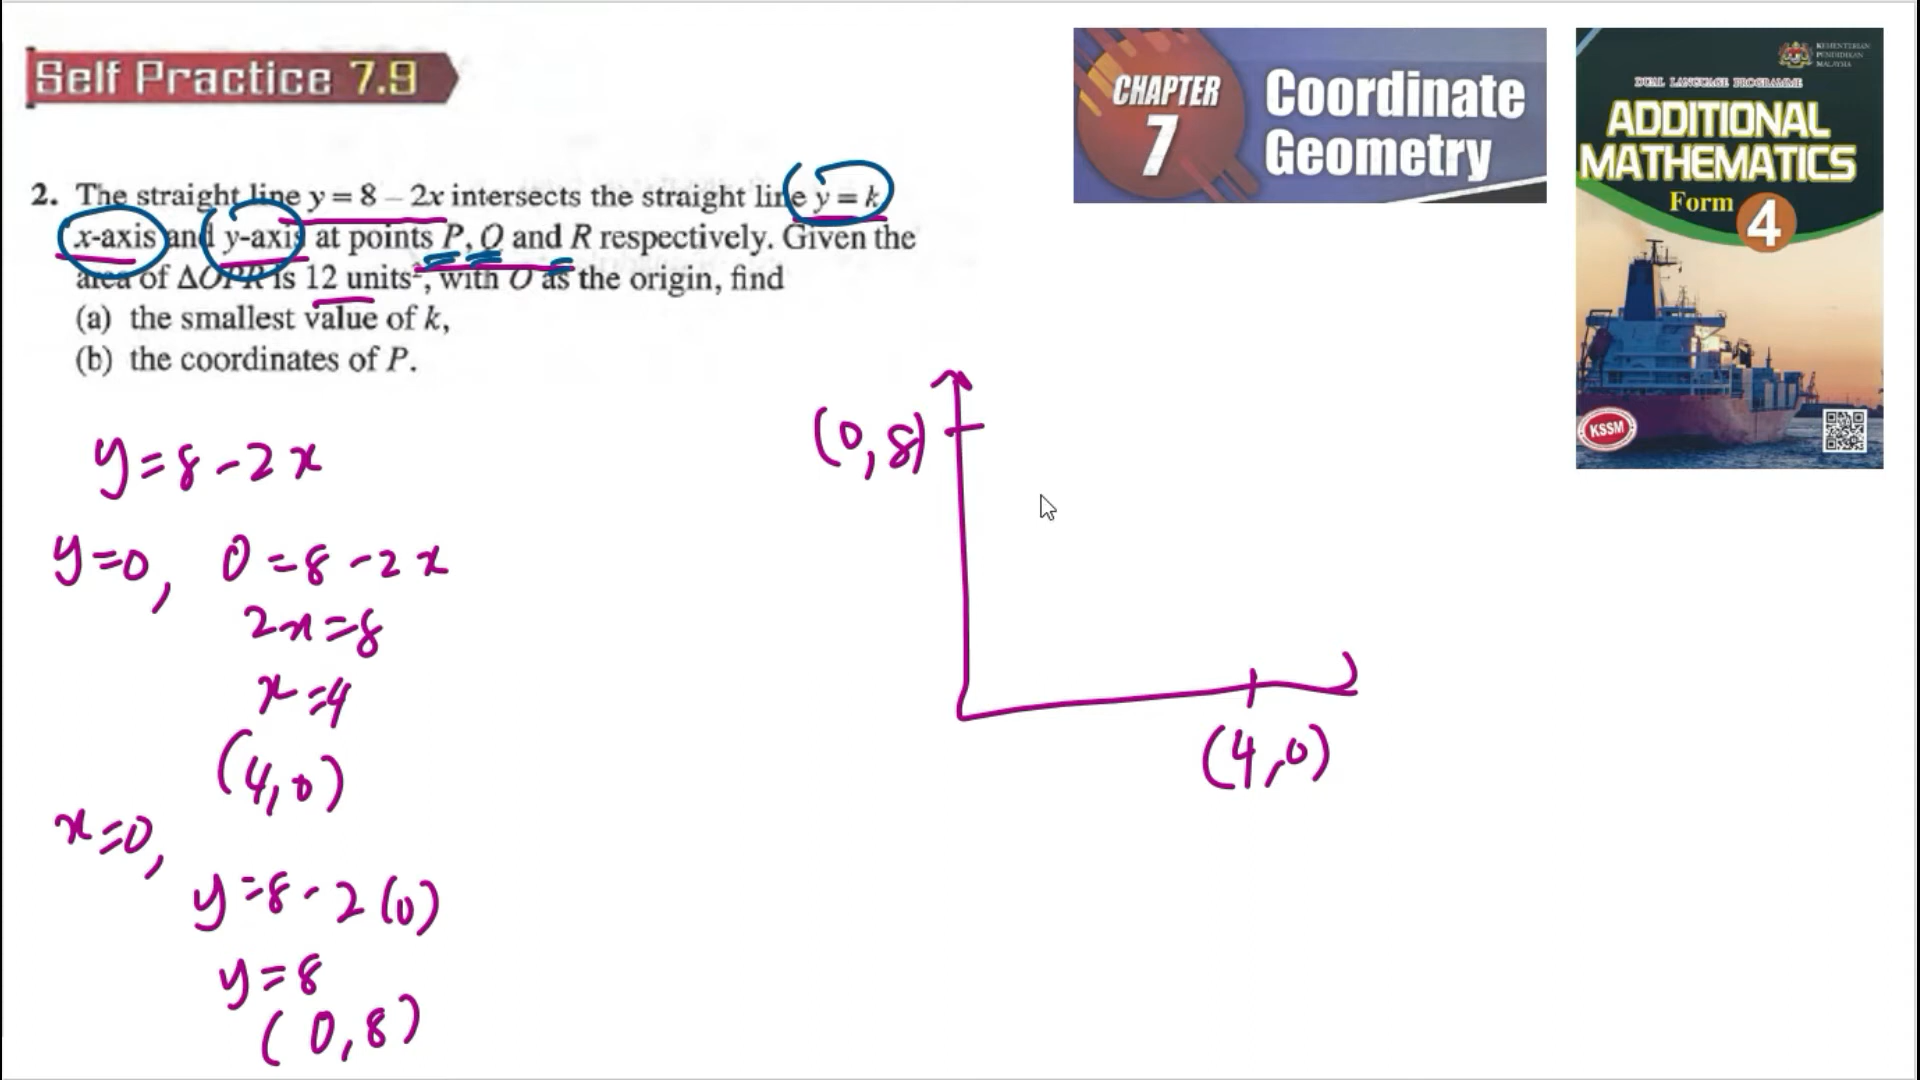 Self Practice 7.9
CHAPTER
7
Coordinate
Geometry
KEMENTERIAN
PENDIDIKAN
MALAYSIA
DUAL LANGUAGE PROGRAMME
ADDITIONAL
MATHEMATICS
Form 4
KSSM
2. The straight line y = 8 – 2x intersects the straight line y = k
x-axis and y-axis at points P, Q and R respectively. Given the
area of ΔOPR is 12 units², with O as the origin, find
(a) the smallest value of k,
(b) the coordinates of P.
y = 8 - 2x
y = 0, 0 = 8 - 2x
2x = 8
x = 4
(4, 0)
x = 0,
y = 8 - 2(0)
y = 8
(0, 8)
(0, 8)
(4, 0)